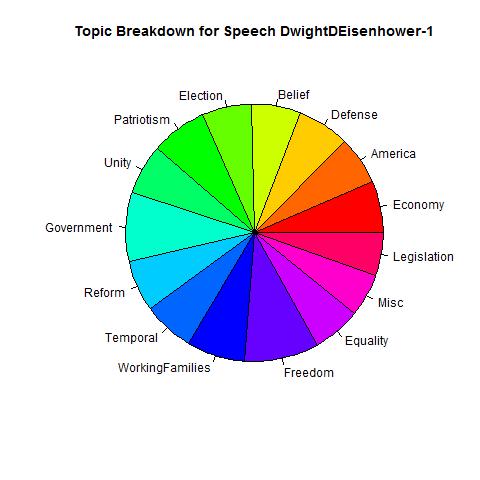 Topic Breakdown for Speech DwightDEisenhower-1
Belief
Election
Defense
Patriotism
America
Unity
Economy
Government
Legislation
Reform
Misc
Temporal
Equality
WorkingFamilies
Freedom